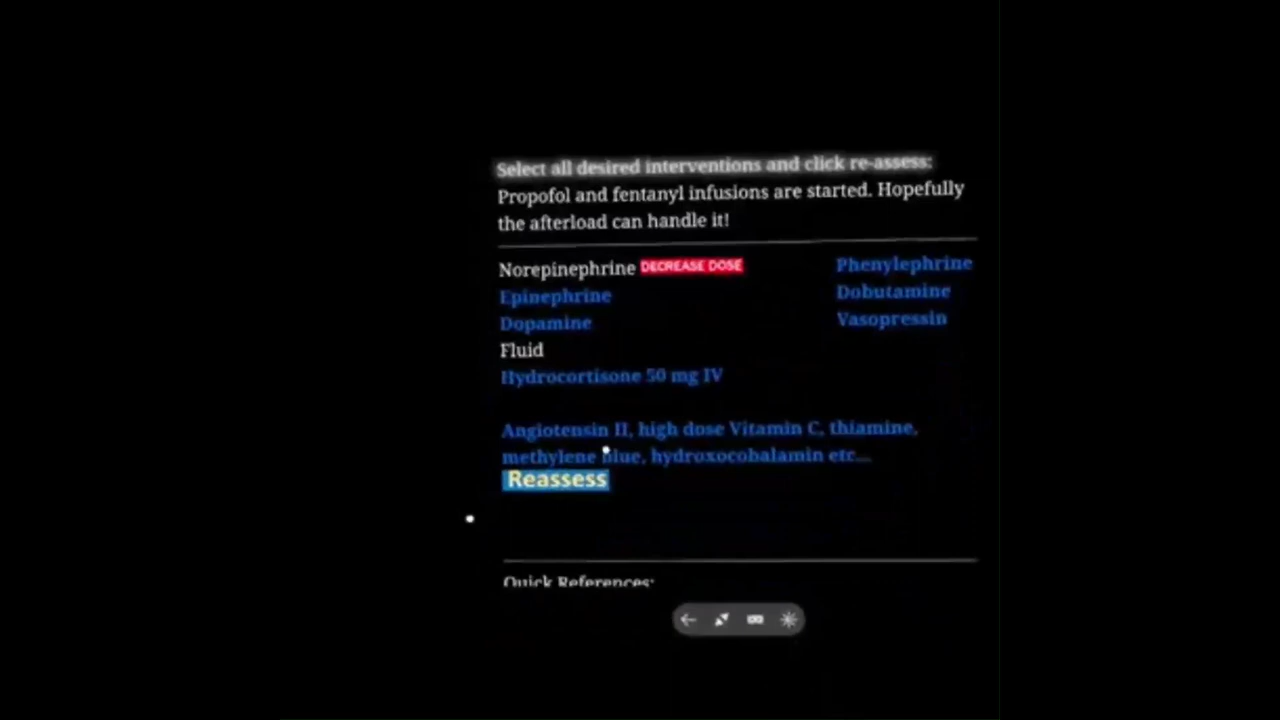 Select all desired interventions and click re-assess:
Propofol and fentanyl infusions are started. Hopefully
the afterload can handle it!
Norepinephrine DECREASE DOSE
Phenylephrine
Epinephrine
Dobutamine
Dopamine
Vasopressin
Fluid
Hydrocortisone 50 mg IV
Angiotensin II, high dose Vitamin C, thiamine,
methylene blue, hydroxocobalamin etc...
Reassess
Quick References: